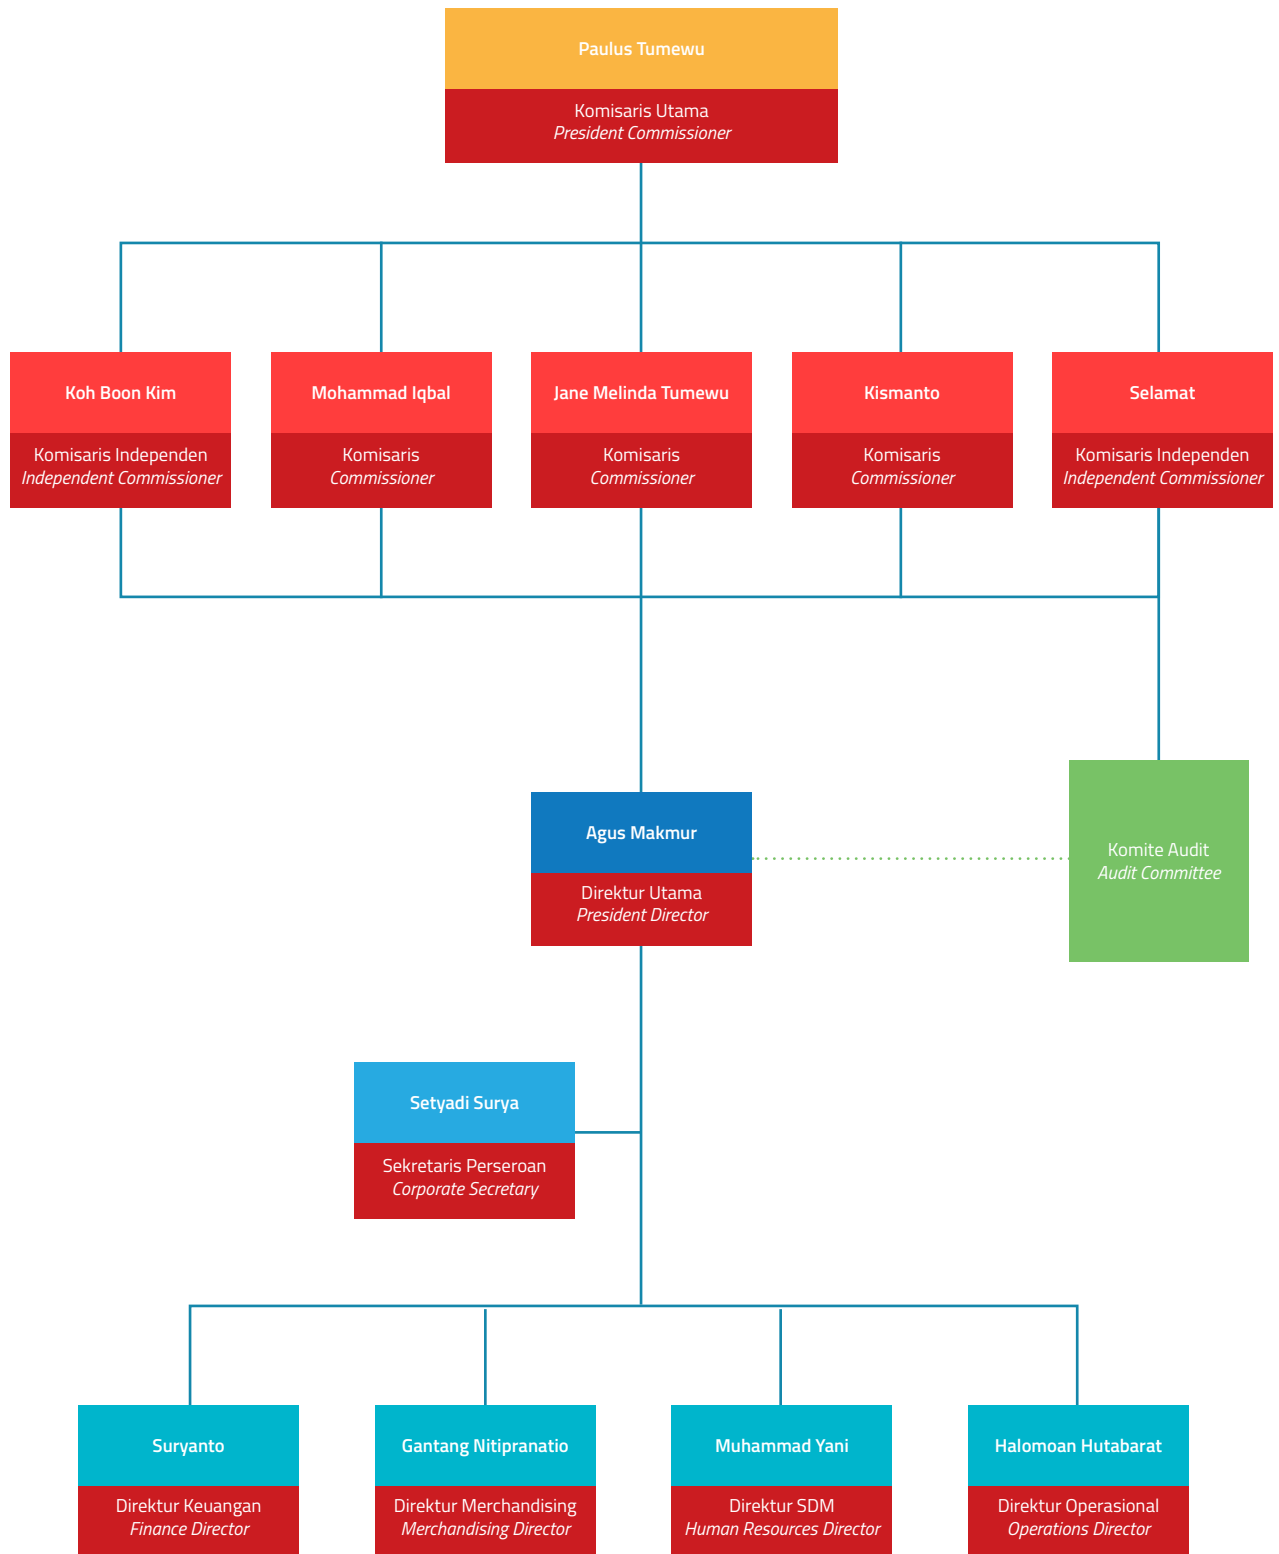 Paulus Tumewu
Komisaris Utama
President Commissioner
Koh Boon Kim
Komisaris Independen
Independent Commissioner
Mohammad Iqbal
Komisaris
Commissioner
Jane Melinda Tumewu
Komisaris
Commissioner
Kismanto
Komisaris
Commissioner
Selamat
Komisaris Independen
Independent Commissioner
Agus Makmur
Direktur Utama
President Director
Komite Audit
Audit Committee
Setyadi Surya
Sekretaris Perseroan
Corporate Secretary
Suryanto
Direktur Keuangan
Finance Director
Gantang Nitipranatio
Direktur Merchandising
Merchandising Director
Muhammad Yani
Direktur SDM
Human Resources Director
Halomoan Hutabarat
Direktur Operasional
Operations Director